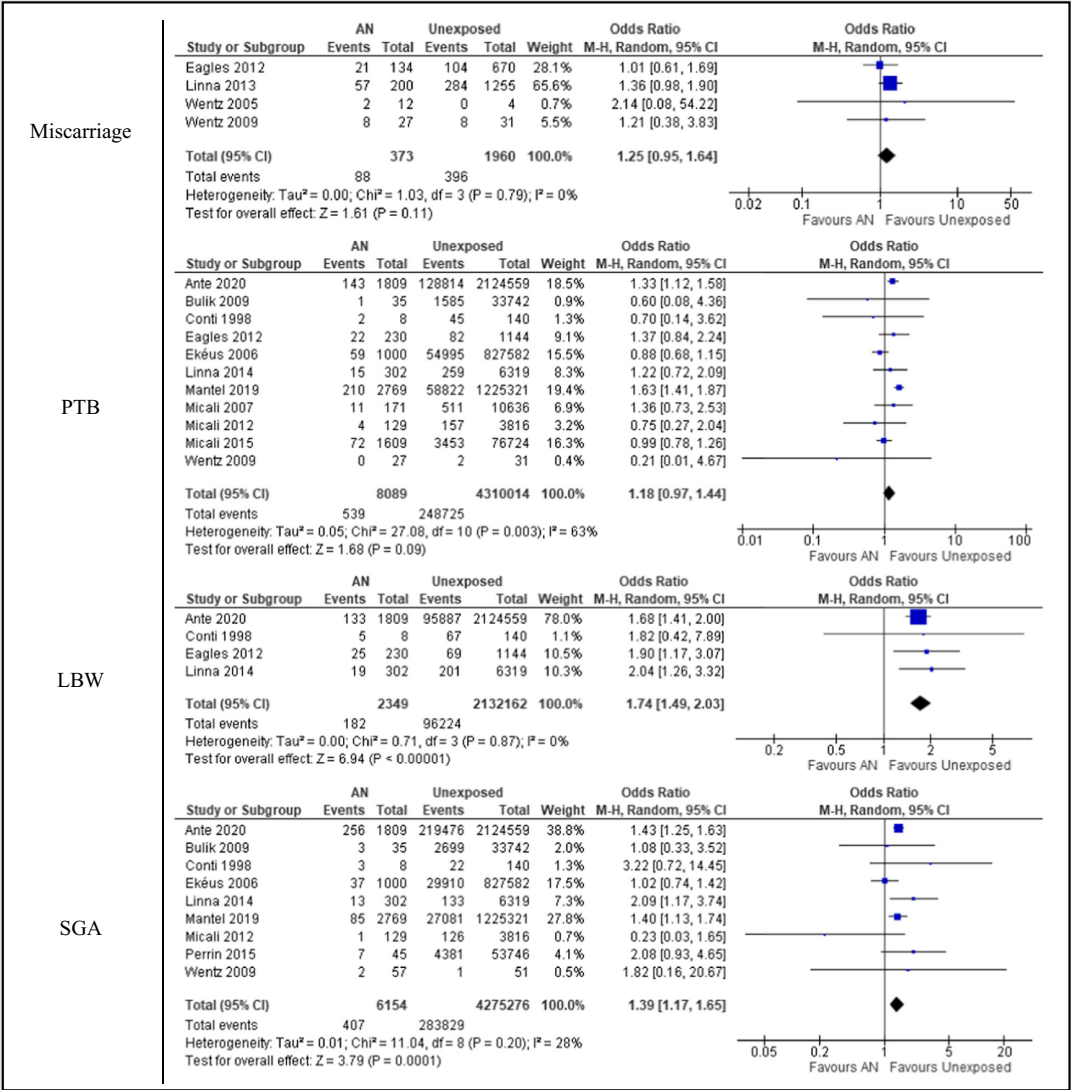 Miscarriage
AN Unexposed Odds Ratio Odds Ratio
Study or Subgroup Events Total Events Total Weight M-H, Random, 95% CI M-H, Random, 95% CI
Eagles 2012 21 134 104 670 28.1% 1.01 [0.61, 1.69]
Linna 2013 57 200 284 1255 65.6% 1.36 [0.98, 1.90]
Wentz 2005 2 12 0 4 0.7% 2.14 [0.08, 54.22]
Wentz 2009 8 27 8 31 5.5% 1.21 [0.38, 3.83]
Total (95% CI) 373 1960 100.0% 1.25 [0.95, 1.64]
Total events 88 396
Heterogeneity: Tau² = 0.00; Chi² = 1.03, df = 3 (P = 0.79); I² = 0%
Test for overall effect: Z = 1.61 (P = 0.11)
0.02 0.1 1 10 50
Favours AN Favours Unexposed
PTB
AN Unexposed Odds Ratio Odds Ratio
Study or Subgroup Events Total Events Total Weight M-H, Random, 95% CI M-H, Random, 95% CI
Ante 2020 143 1809 128814 2124559 18.5% 1.33 [1.12, 1.58]
Bulik 2009 1 35 1585 33742 0.9% 0.60 [0.08, 4.36]
Conti 1998 2 8 45 140 1.3% 0.70 [0.14, 3.62]
Eagles 2012 22 230 82 1144 9.1% 1.37 [0.84, 2.24]
Ekéus 2006 59 1000 54995 827582 15.5% 0.88 [0.68, 1.15]
Linna 2014 15 302 259 6319 8.3% 1.22 [0.72, 2.09]
Mantel 2019 210 2769 58822 1225321 19.4% 1.63 [1.41, 1.87]
Micali 2007 11 171 511 10636 6.9% 1.36 [0.73, 2.53]
Micali 2012 4 129 157 3816 3.2% 0.75 [0.27, 2.04]
Micali 2015 72 1609 3453 76724 16.3% 0.99 [0.78, 1.26]
Wentz 2009 0 27 2 31 0.4% 0.21 [0.01, 4.67]
Total (95% CI) 8089 4310014 100.0% 1.18 [0.97, 1.44]
Total events 539 248725
Heterogeneity: Tau² = 0.05; Chi² = 27.08, df = 10 (P = 0.003); I² = 63%
Test for overall effect: Z = 1.68 (P = 0.09)
0.01 0.1 1 10 100
Favours AN Favours Unexposed
LBW
AN Unexposed Odds Ratio Odds Ratio
Study or Subgroup Events Total Events Total Weight M-H, Random, 95% CI M-H, Random, 95% CI
Ante 2020 133 1809 95887 2124559 78.0% 1.68 [1.41, 2.00]
Conti 1998 5 8 67 140 1.1% 1.82 [0.42, 7.89]
Eagles 2012 25 230 69 1144 10.5% 1.90 [1.17, 3.07]
Linna 2014 19 302 201 6319 10.3% 2.04 [1.26, 3.32]
Total (95% CI) 2349 2132162 100.0% 1.74 [1.49, 2.03]
Total events 182 96224
Heterogeneity: Tau² = 0.00; Chi² = 0.71, df = 3 (P = 0.87); I² = 0%
Test for overall effect: Z = 6.94 (P < 0.00001)
0.2 0.5 1 2 5
Favours AN Favours Unexposed
SGA
AN Unexposed Odds Ratio Odds Ratio
Study or Subgroup Events Total Events Total Weight M-H, Random, 95% CI M-H, Random, 95% CI
Ante 2020 256 1809 219476 2124559 38.8% 1.43 [1.25, 1.63]
Bulik 2009 3 35 2699 33742 2.0% 1.08 [0.33, 3.52]
Conti 1998 3 8 22 140 1.3% 3.22 [0.72, 14.45]
Ekéus 2006 37 1000 29910 827582 17.5% 1.02 [0.74, 1.42]
Linna 2014 13 302 133 6319 7.3% 2.09 [1.17, 3.74]
Mantel 2019 85 2769 27081 1225321 27.8% 1.40 [1.13, 1.74]
Micali 2012 1 129 126 3816 0.7% 0.23 [0.03, 1.65]
Perrin 2015 7 45 4381 53746 4.1% 2.08 [0.93, 4.65]
Wentz 2009 2 57 1 51 0.5% 1.82 [0.16, 20.67]
Total (95% CI) 6154 4275276 100.0% 1.39 [1.17, 1.65]
Total events 407 283829
Heterogeneity: Tau² = 0.01; Chi² = 11.04, df = 8 (P = 0.20); I² = 28%
Test for overall effect: Z = 3.79 (P = 0.0001)
0.05 0.2 1 5 20
Favours AN Favours Unexposed